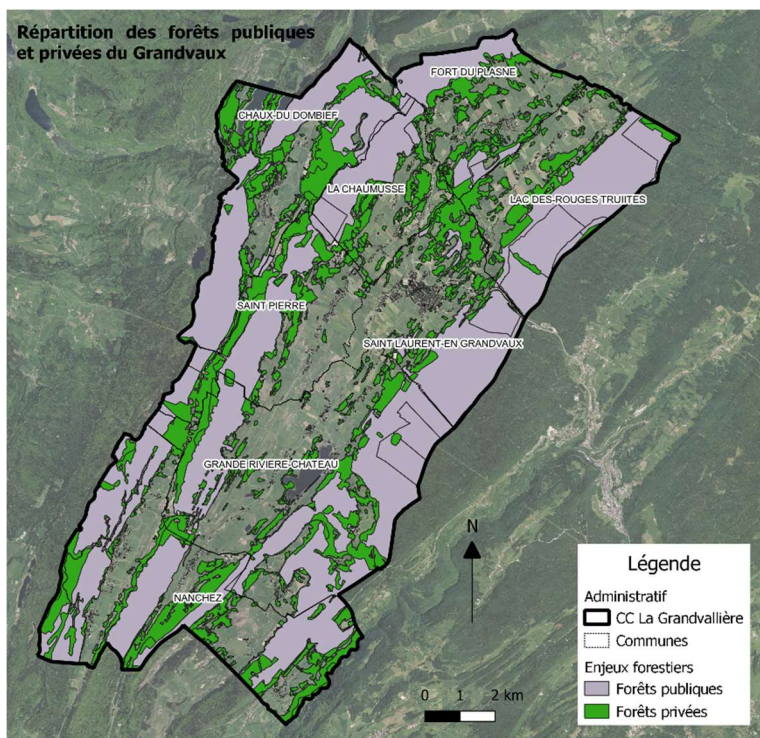 Répartition des forêts publiques
et privées du Grandvaux
FORT DU PLASNE
CHAUX-DU DOMBIEF
LA CHAUMUSSE
LAC DES-ROUGES TRUIITES
SAINT PIERRE
SAINT LAURENT-EN GRANDVAUX
GRANDE RIVIERE-CHATEAU
NANCHEZ
N
Légende
Administratif
CC La Grandvallière
Communes
Enjeux forestiers
Forêts publiques
Forêts privées
0 1 2 km